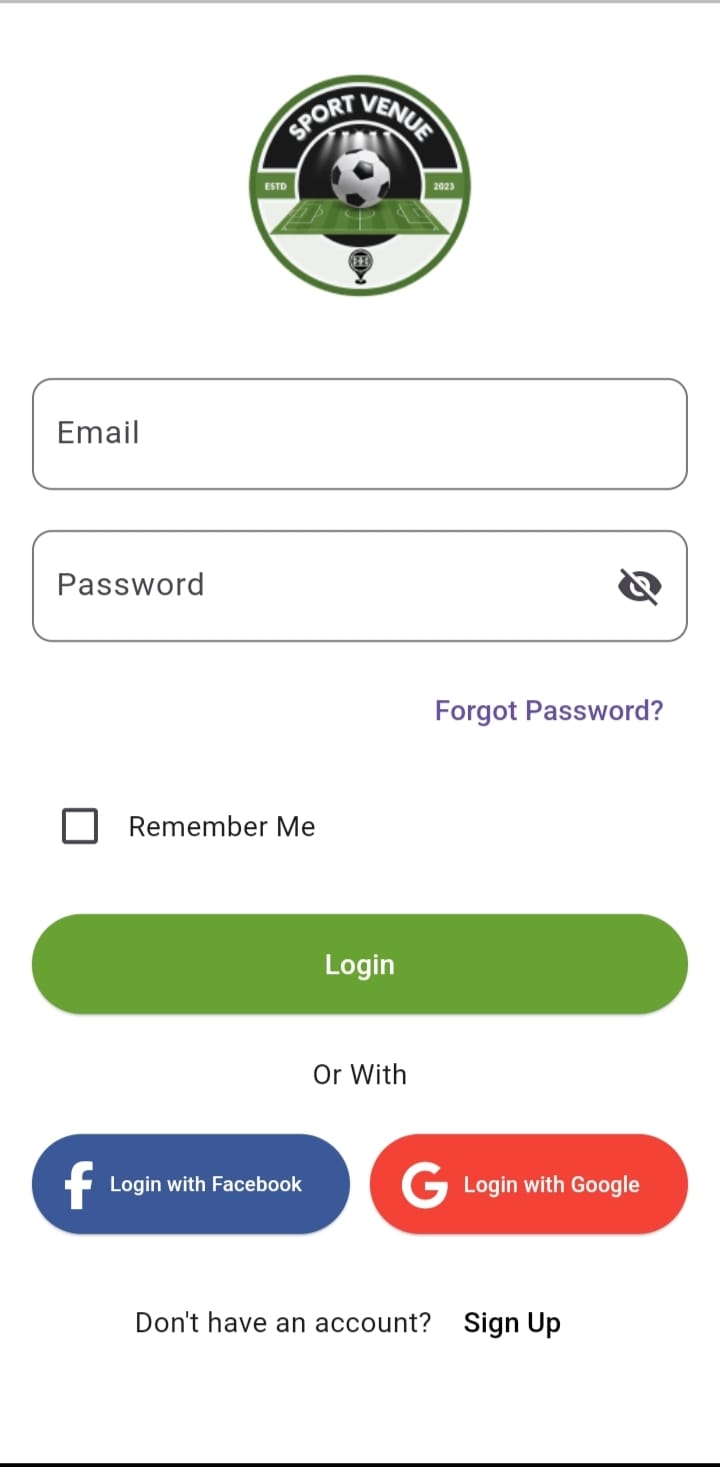 SPORT VENUE
ESTD 2023
Email
Password
Forgot Password?
Remember Me
Login
Or With
f Login with Facebook
G Login with Google
Don't have an account? Sign Up